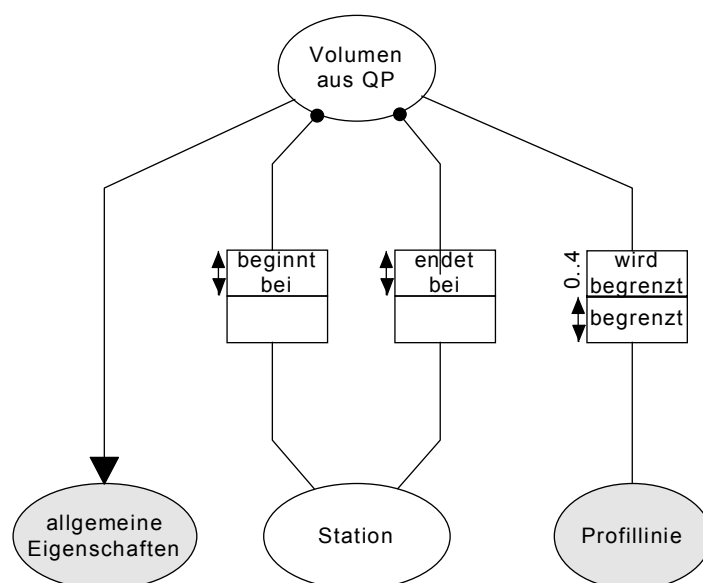 Volumen
aus QP
beginnt
bei
endet
bei
0..4
wird
begrenzt
begrenzt
allgemeine
Eigenschaften
Station
Profillinie